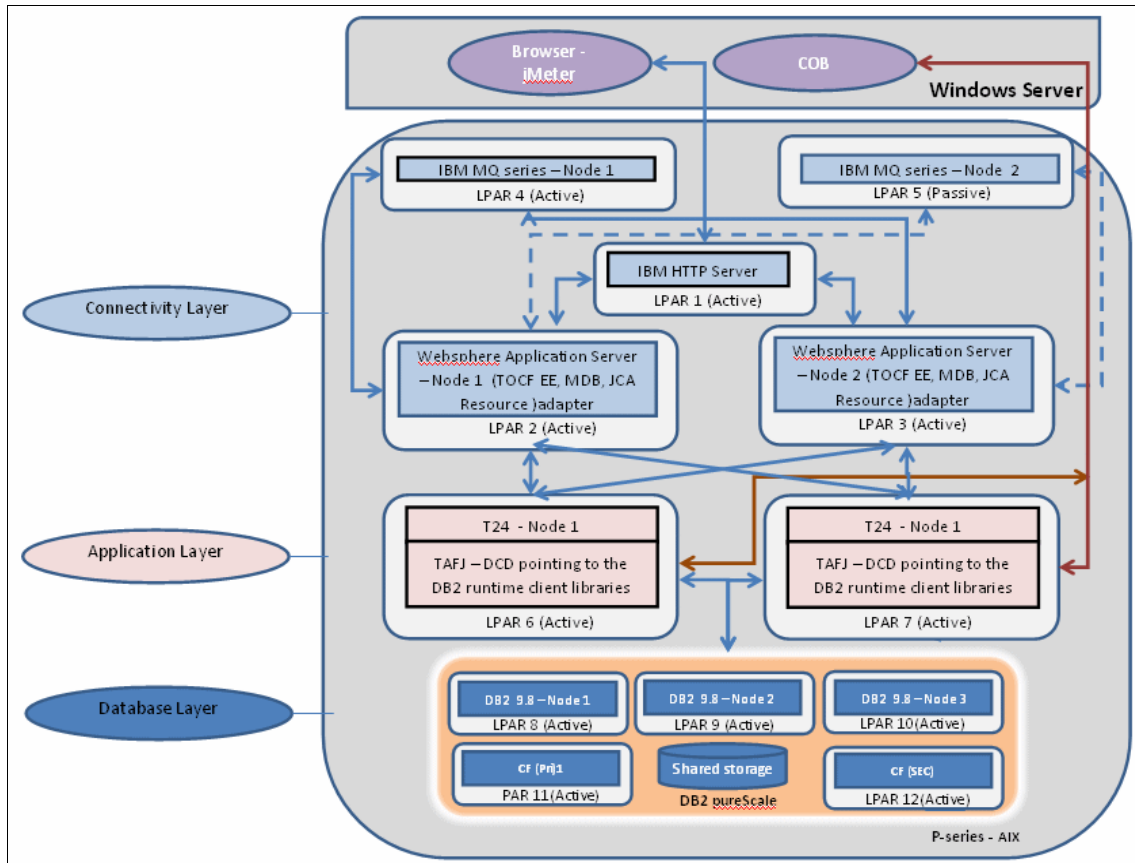 Browser -
iMeter
COB
Windows Server
IBM MQ series – Node 1
LPAR 4 (Active)
IBM MQ series – Node 2
LPAR 5 (Passive)
IBM HTTP Server
LPAR 1 (Active)
Connectivity Layer
Websphere Application Server
– Node 1 (TOCF EE, MDB, JCA
Resource )adapter
LPAR 2 (Active)
Websphere Application Server
– Node 2 (TOCF EE, MDB, JCA
Resource )adapter
LPAR 3 (Active)
Application Layer
T24 - Node 1
TAFJ – DCD pointing to the
DB2 runtime client libraries
LPAR 6 (Active)
T24 - Node 1
TAFJ – DCD pointing to the
DB2 runtime client libraries
LPAR 7 (Active)
Database Layer
DB2 9.8 – Node 1
LPAR 8 (Active)
DB2 9.8 – Node 2
LPAR 9 (Active)
DB2 9.8 – Node 3
LPAR 10(Active)
CF (Pri)1
PAR 11(Active)
Shared storage
DB2 pureScale
CF (SEC)
LPAR 12(Active)
P-series - AIX